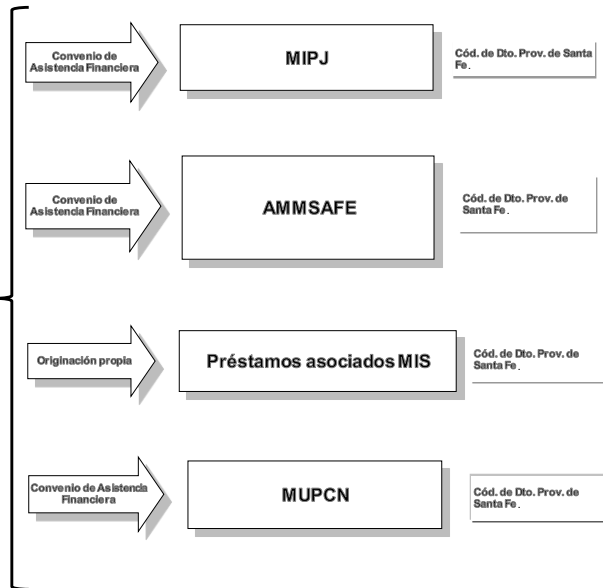 Convenio de
Asistencia Financiera
MIPJ
Cód. de Dto. Prov. de Santa
Fe.
Convenio de
Asistencia Financiera
AMMSAFE
Cód. de Dto. Prov. de
Santa Fe.
Originación propia
Préstamos asociados MIS
Cód. de Dto. Prov. de
Santa Fe.
Convenio de Asistencia
Financiera
MUPCN
Cód. de Dto. Prov. de
Santa Fe.